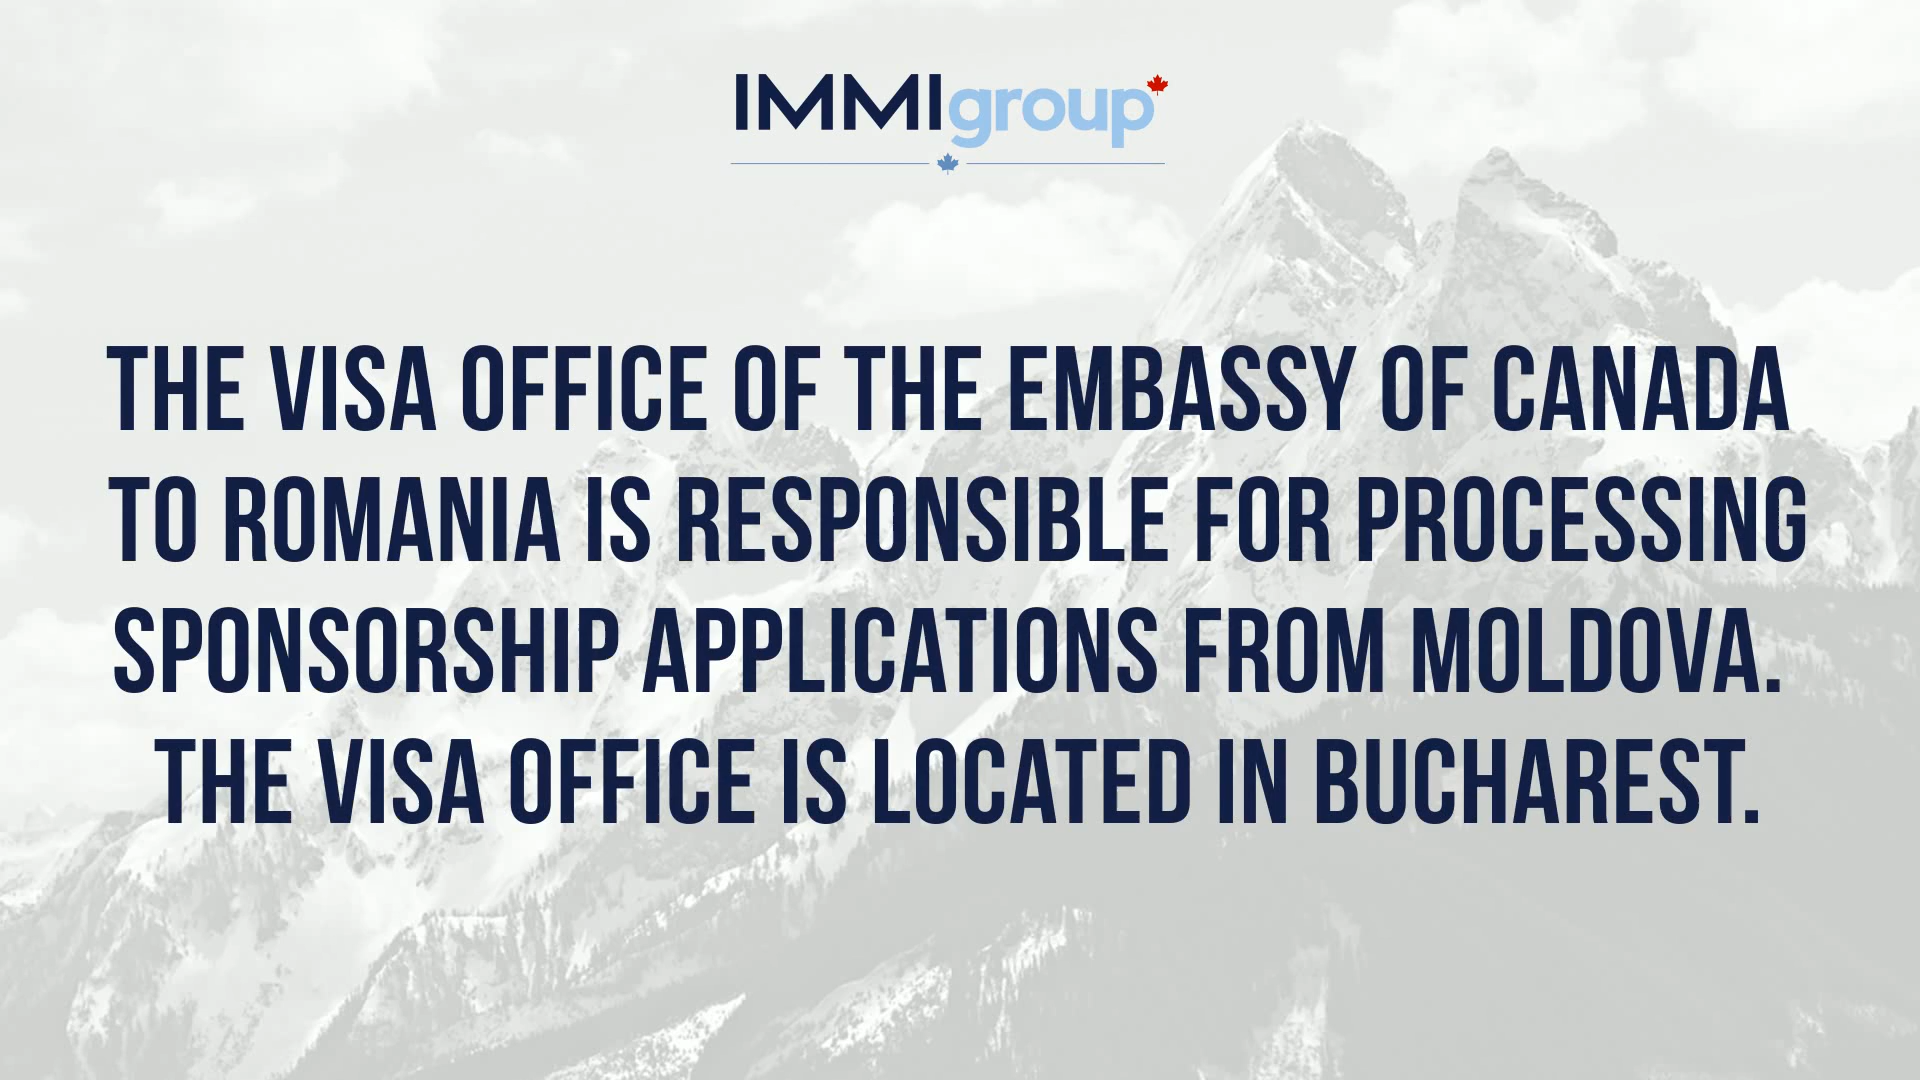 IMMIgroup
THE VISA OFFICE OF THE EMBASSY OF CANADA
TO ROMANIA IS RESPONSIBLE FOR PROCESSING
SPONSORSHIP APPLICATIONS FROM MOLDOVA.
THE VISA OFFICE IS LOCATED IN BUCHAREST.